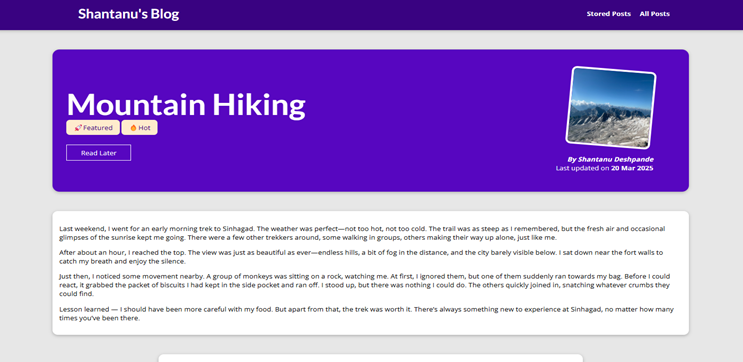 Shantanu's Blog
Stored Posts All Posts
Mountain Hiking
Featured Hot
Read Later
By Shantanu Deshpande
Last updated on 20 Mar 2025
Last weekend, I went for an early morning trek to Sinhagad. The weather was perfect—not too hot, not too cold. The trail was as steep as I remembered, but the fresh air and occasional
glimpses of the sunrise kept me going. There were a few other trekkers around, some walking in groups, others making their way up alone, just like me.
After about an hour, I reached the top. The view was just as beautiful as ever—endless hills, a bit of fog in the distance, and the city barely visible below. I sat down near the fort walls to
catch my breath and enjoy the silence.
Just then, I noticed some movement nearby. A group of monkeys was sitting on a rock, watching me. At first, I ignored them, but one of them suddenly ran towards my bag. Before I could
react, it grabbed the packet of biscuits I had kept in the side pocket and ran off. I stood up, but there was nothing I could do. The others quickly joined in, snatching whatever crumbs they
could find.
Lesson learned — I should have been more careful with my food. But apart from that, the trek was worth it. There's always something new to experience at Sinhagad, no matter how many
times you've been there.